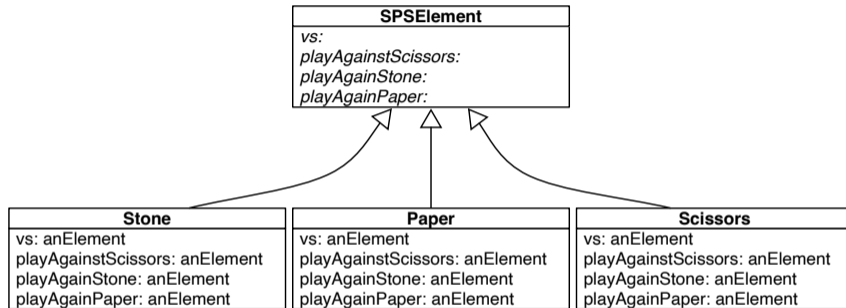 SPSElement
vs:
playAgainstScissors:
playAgainStone:
playAgainPaper:
Stone
vs: anElement
playAgainstScissors: anElement
playAgainStone: anElement
playAgainPaper: anElement
Paper
vs: anElement
playAgainstScissors: anElement
playAgainStone: anElement
playAgainPaper: anElement
Scissors
vs: anElement
playAgainstScissors: anElement
playAgainStone: anElement
playAgainPaper: anElement